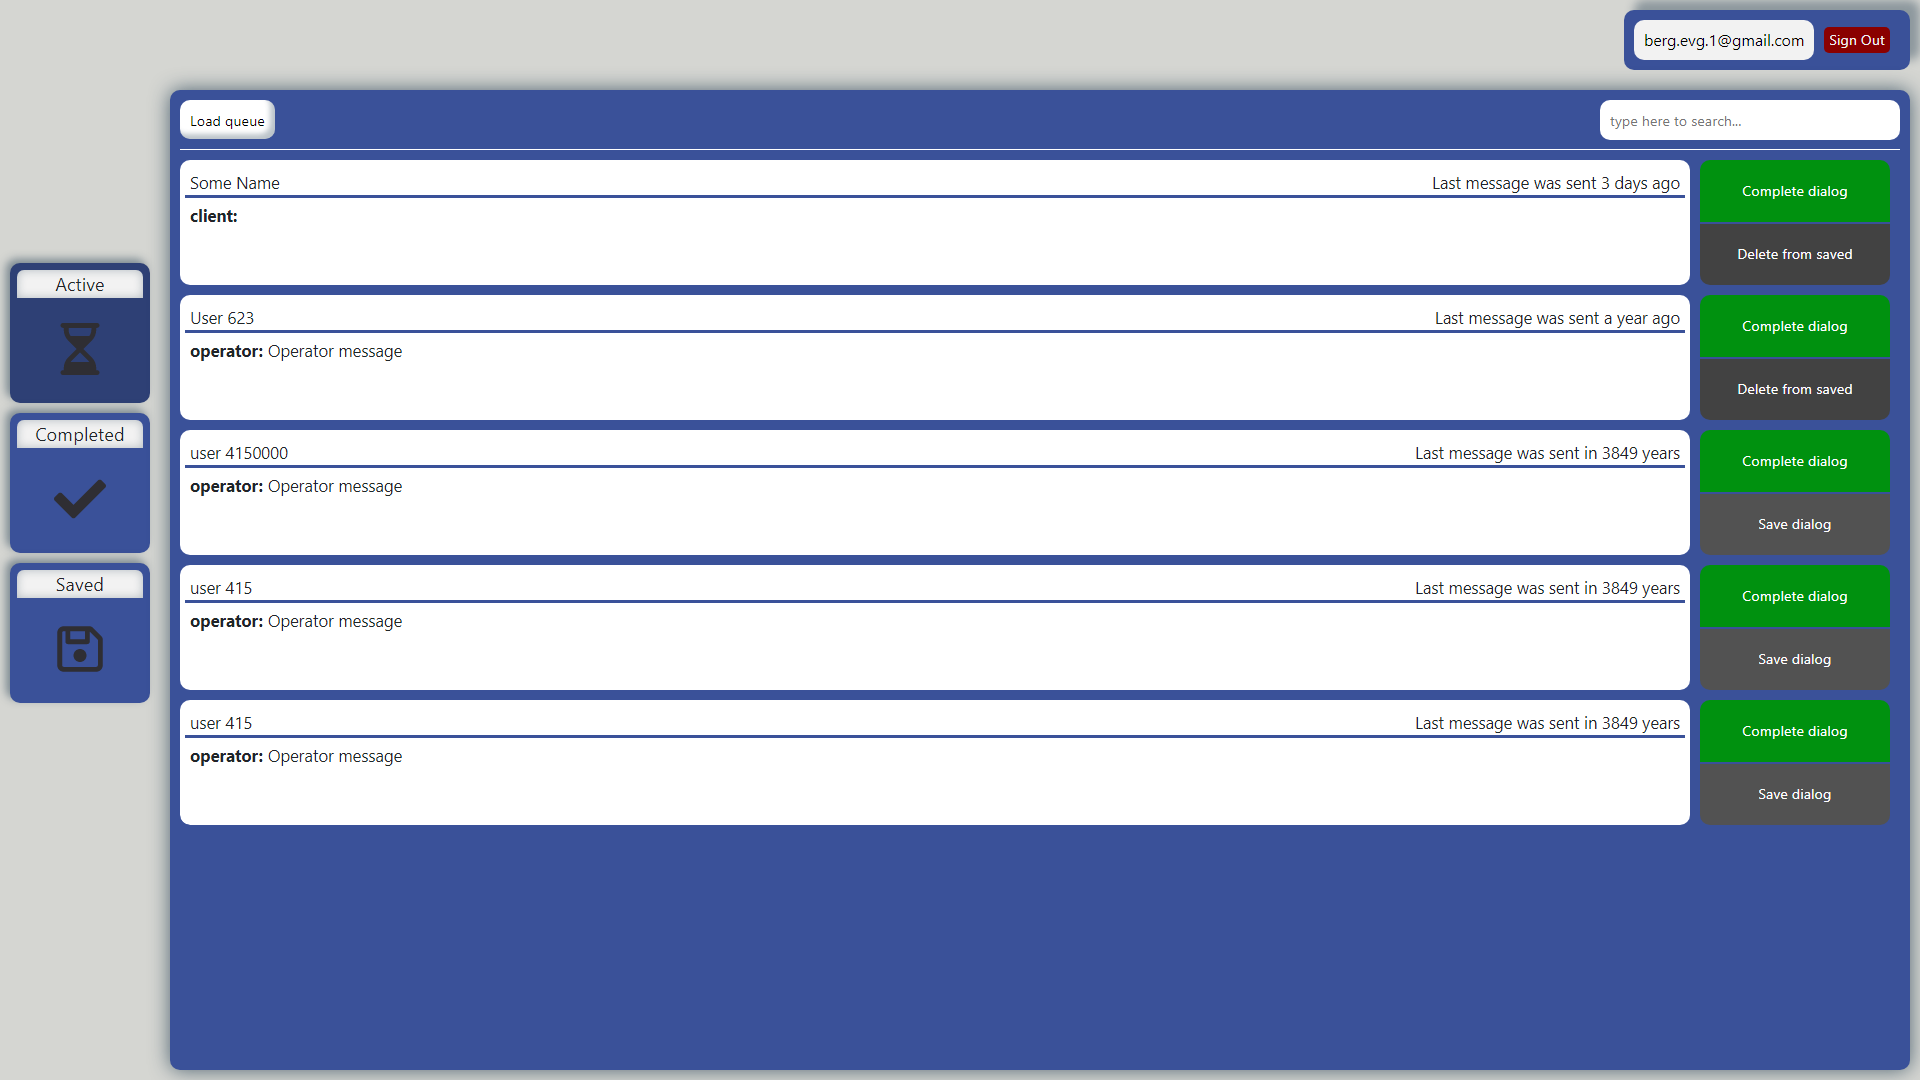 berg.evg.1@gmail.com Sign Out
Load queue type here to search...
Some Name Last message was sent 3 days ago
client:
Complete dialog
Delete from saved
User 623 Last message was sent a year ago
operator: Operator message
Complete dialog
Delete from saved
user 4150000 Last message was sent in 3849 years
operator: Operator message
Complete dialog
Save dialog
user 415 Last message was sent in 3849 years
operator: Operator message
Complete dialog
Save dialog
user 415 Last message was sent in 3849 years
operator: Operator message
Complete dialog
Save dialog
Active
Completed
Saved